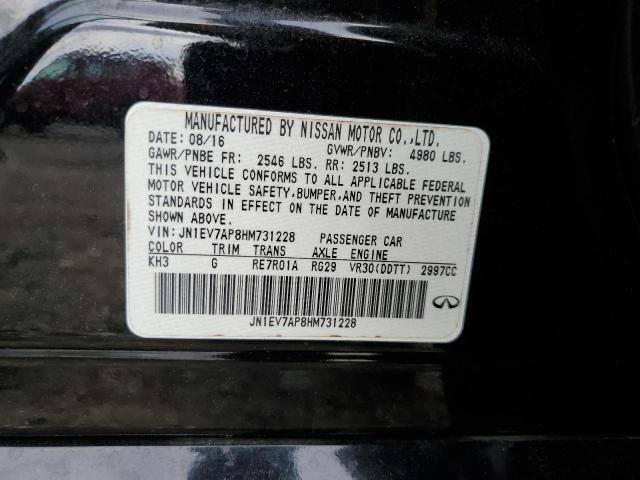 MANUFACTURED BY NISSAN MOTOR CO.,LTD.
DATE: 08/16 GVWR/PNBV: 4980 LBS.
GAWR/PNBE FR: 2546 LBS. RR: 2513 LBS.
THIS VEHICLE CONFORMS TO ALL APPLICABLE FEDERAL
MOTOR VEHICLE SAFETY,BUMPER,AND THEFT PREVENTION
STANDARDS IN EFFECT ON THE DATE OF MANUFACTURE
SHOWN ABOVE.
VIN: JN1EV7AP8HM731228 PASSENGER CAR
COLOR TRIM TRANS AXLE ENGINE
KH3 G RE7R01A RG29 VR30(DDTT) 2997CC
JN1EV7AP8HM731228